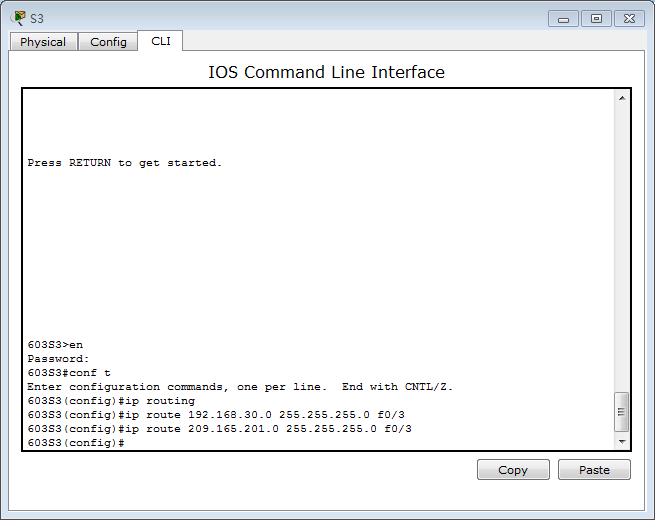 S3
Physical Config CLI
IOS Command Line Interface
Press RETURN to get started.
603S3>en
Password:
603S3#conf t
Enter configuration commands, one per line.  End with CNTL/Z.
603S3(config)#ip routing
603S3(config)#ip route 192.168.30.0 255.255.255.0 f0/3
603S3(config)#ip route 209.165.201.0 255.255.255.0 f0/3
603S3(config)#
Copy Paste